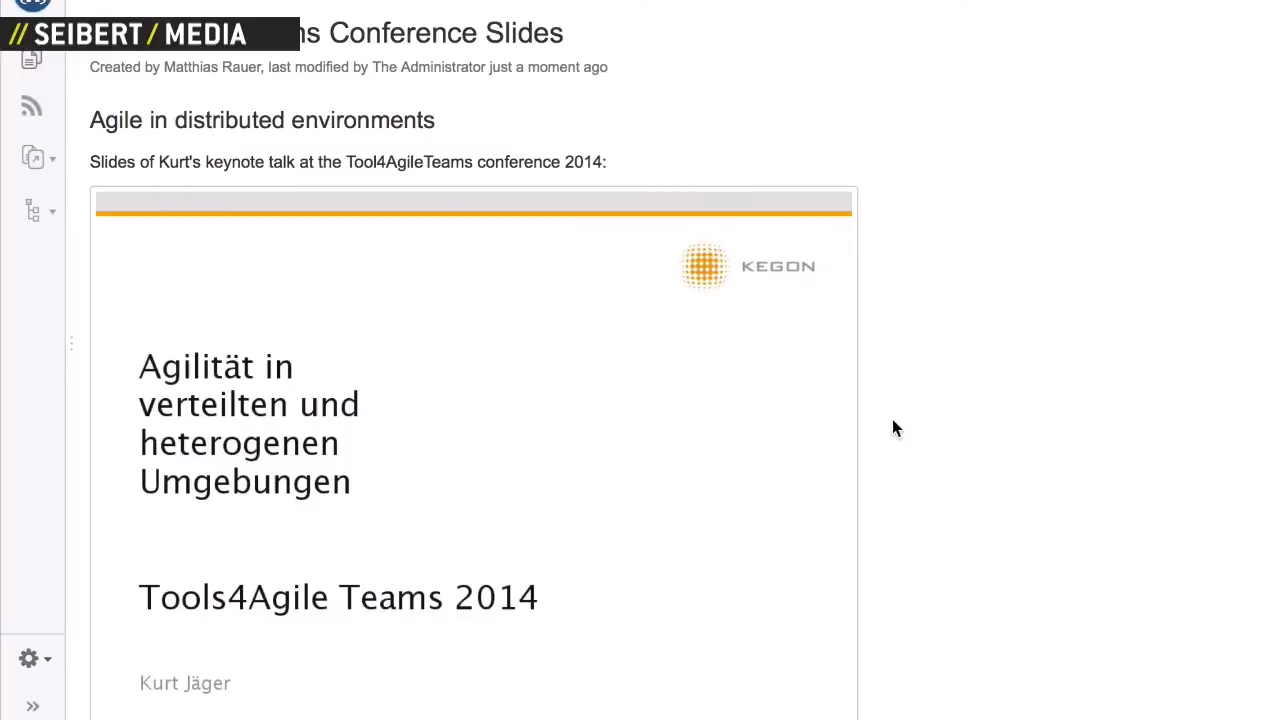 // SEIBERT / MEDIA
ns Conference Slides
Created by Matthias Rauer, last modified by The Administrator just a moment ago
Agile in distributed environments
Slides of Kurt's keynote talk at the Tool4AgileTeams conference 2014:
KEGON
Agilität in
verteilten und
heterogenen
Umgebungen
Tools4Agile Teams 2014
Kurt Jäger